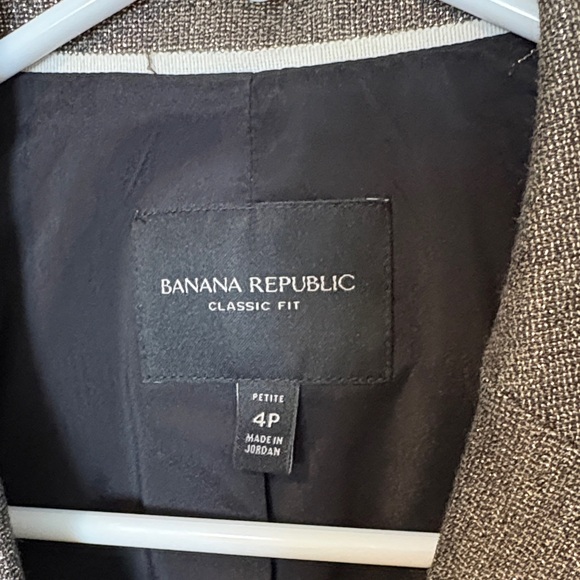 BANANA REPUBLIC
CLASSIC FIT
PETITE
4P
MADE IN
JORDAN